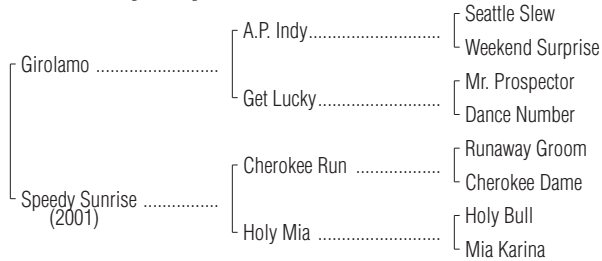 Seattle Slew
A.P. Indy..................................
Weekend Surprise
Girolamo ...............................
Mr. Prospector
Get Lucky................................
Dance Number
Runaway Groom
Cherokee Run .....................
Cherokee Dame
Speedy Sunrise ...................
(2001)
Holy Bull
Holy Mia ...............................
Mia Karina